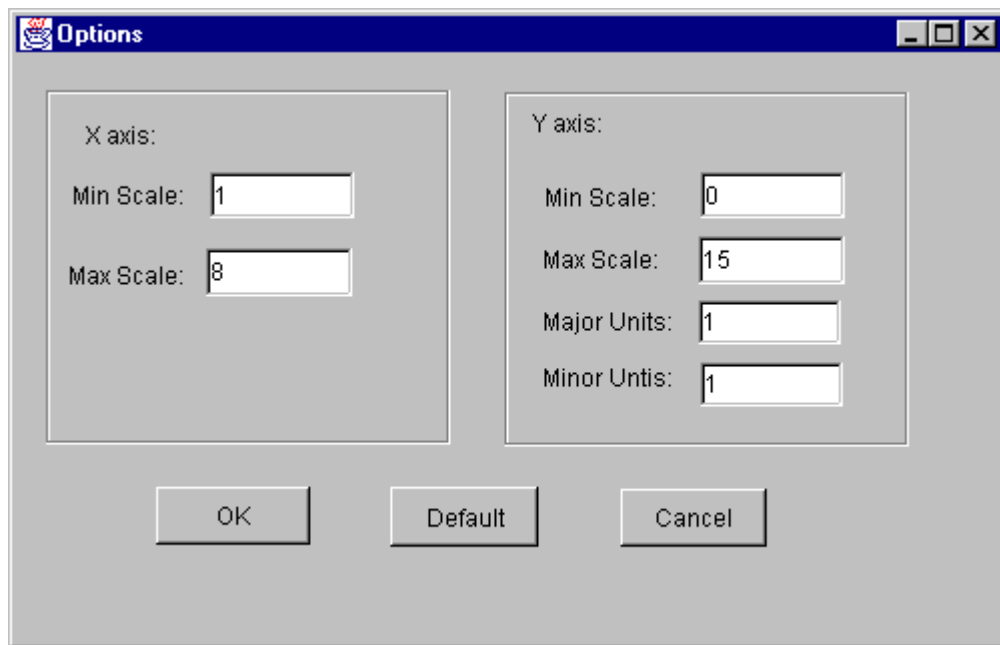 Options
X axis:
Min Scale: 1
Max Scale: 8
Y axis:
Min Scale: 0
Max Scale: 15
Major Units: 1
Minor Untis: 1
OK Default Cancel